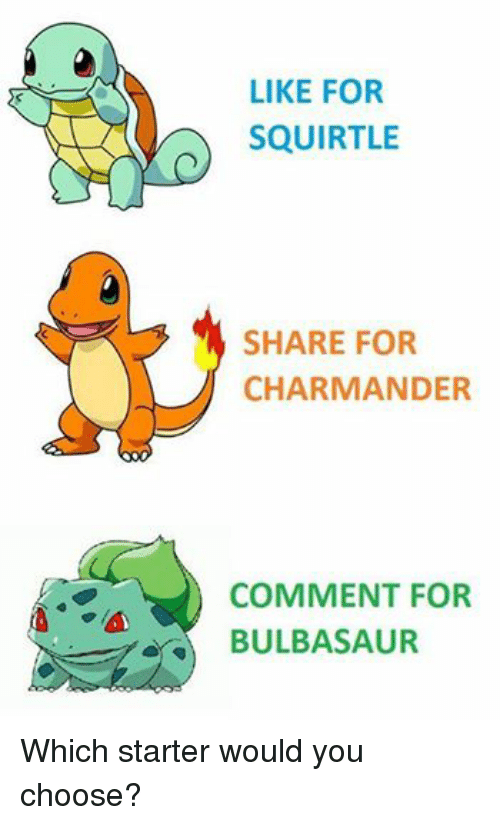 LIKE FOR
SQUIRTLE
SHARE FOR
CHARMANDER
COMMENT FOR
BULBASAUR
Which starter would you
choose?